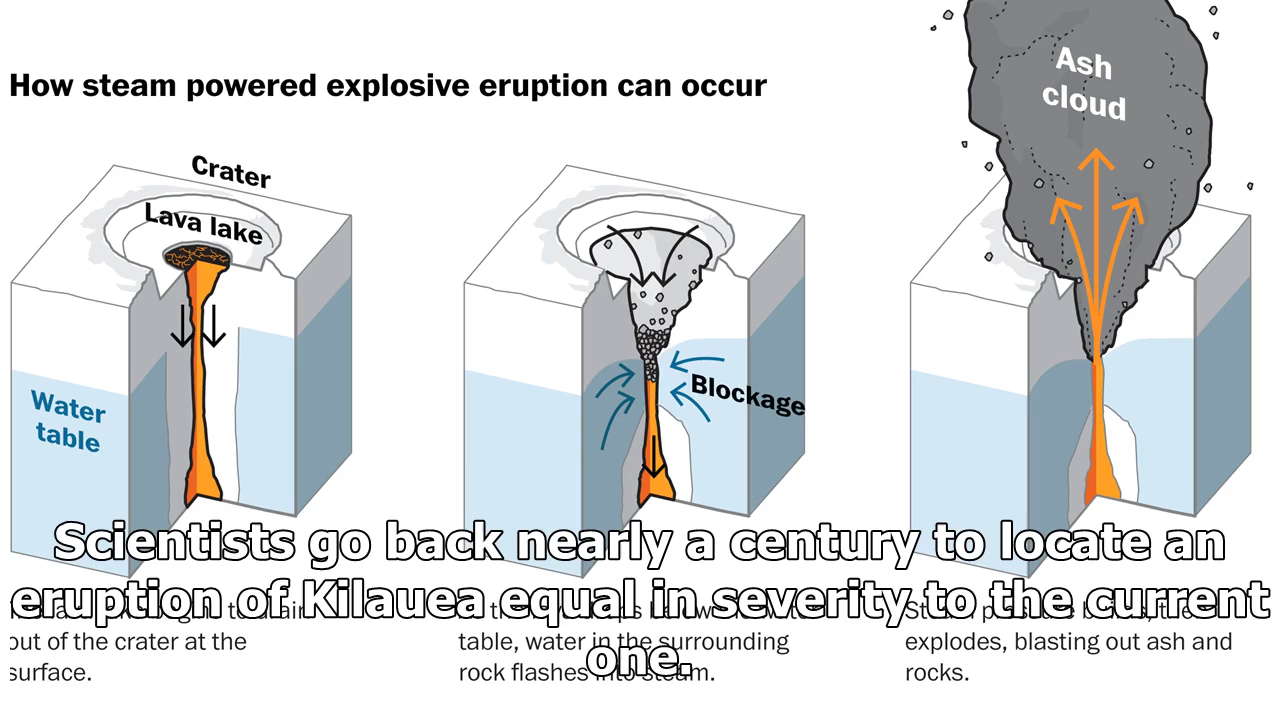 How steam powered explosive eruption can occur
Crater
Lava lake
Water
table
Blockage
Ash
cloud
Scientists go back nearly a century to locate an
eruption of Kilauea equal in severity to the current
one.
out of the crater at the
surface.
table, water in the surrounding
rock flashes into steam.
explodes, blasting out ash and
rocks.